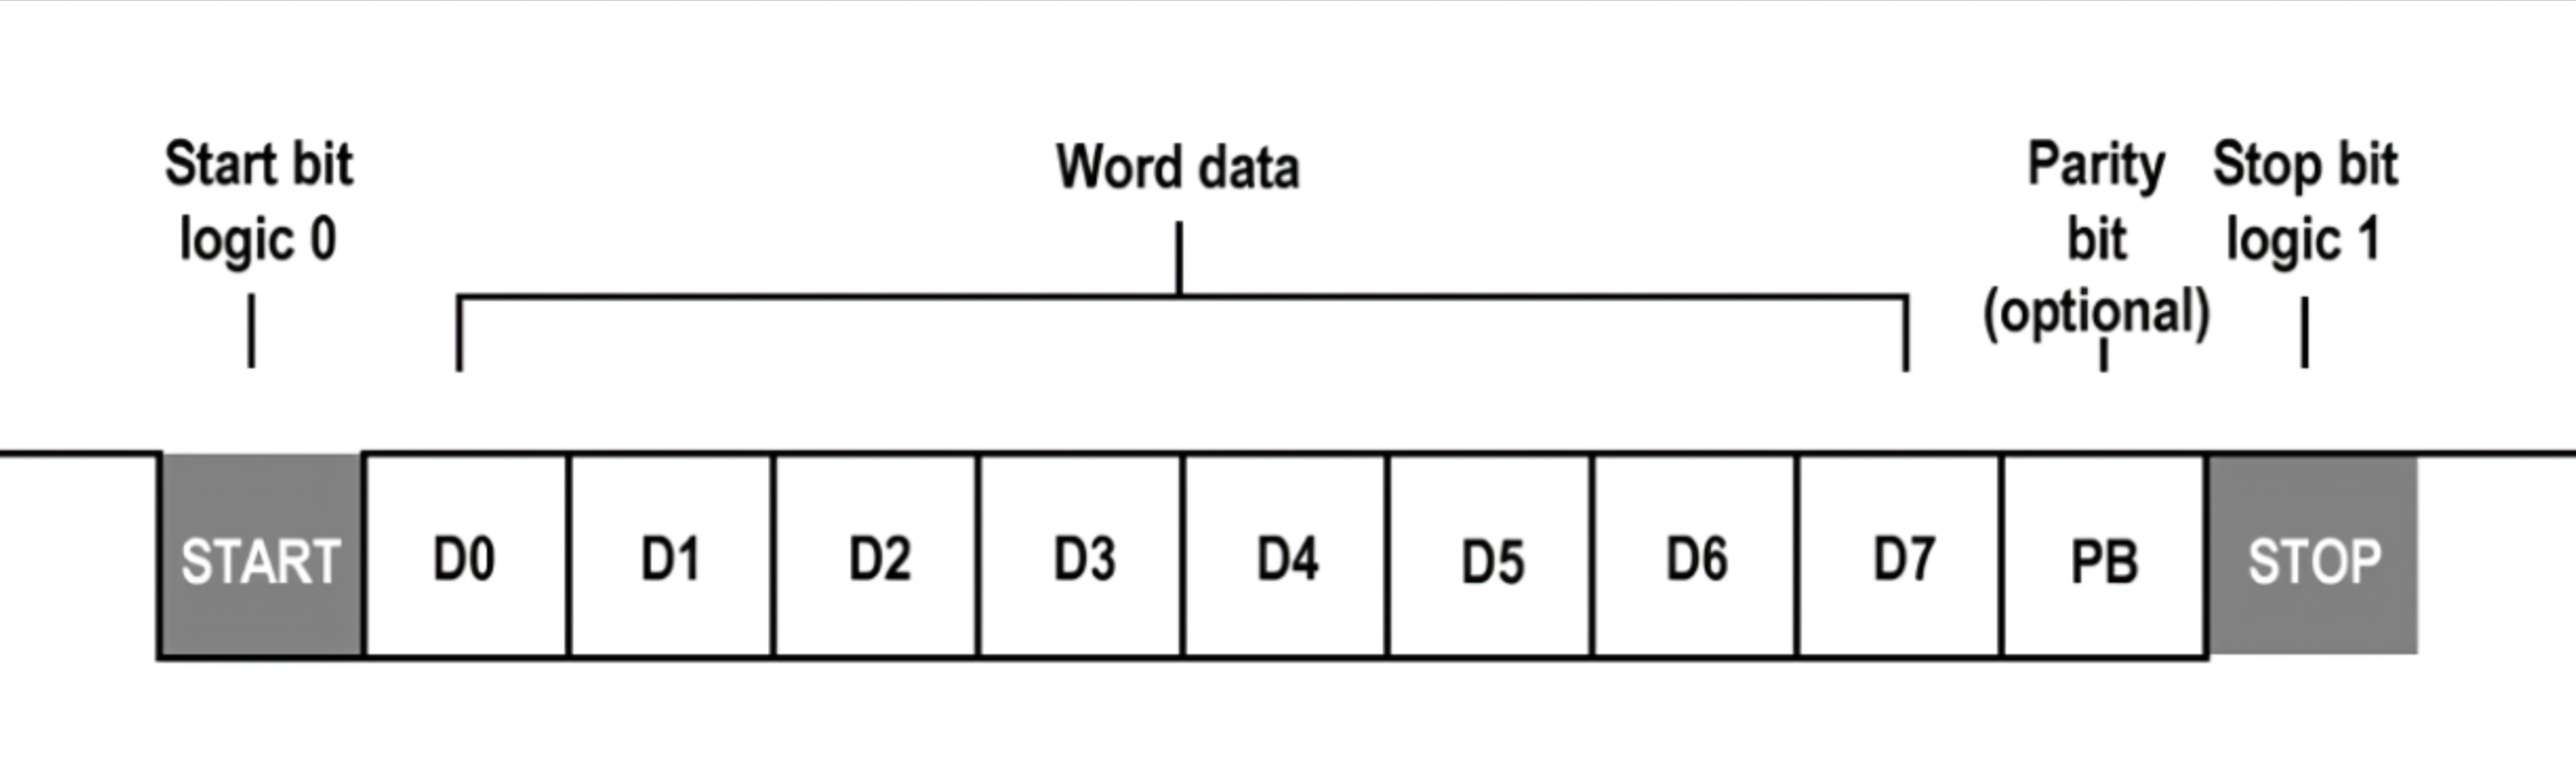 Start bit
logic 0
Word data
Parity
bit
(optional)
Stop bit
logic 1
START D0 D1 D2 D3 D4 D5 D6 D7 PB STOP